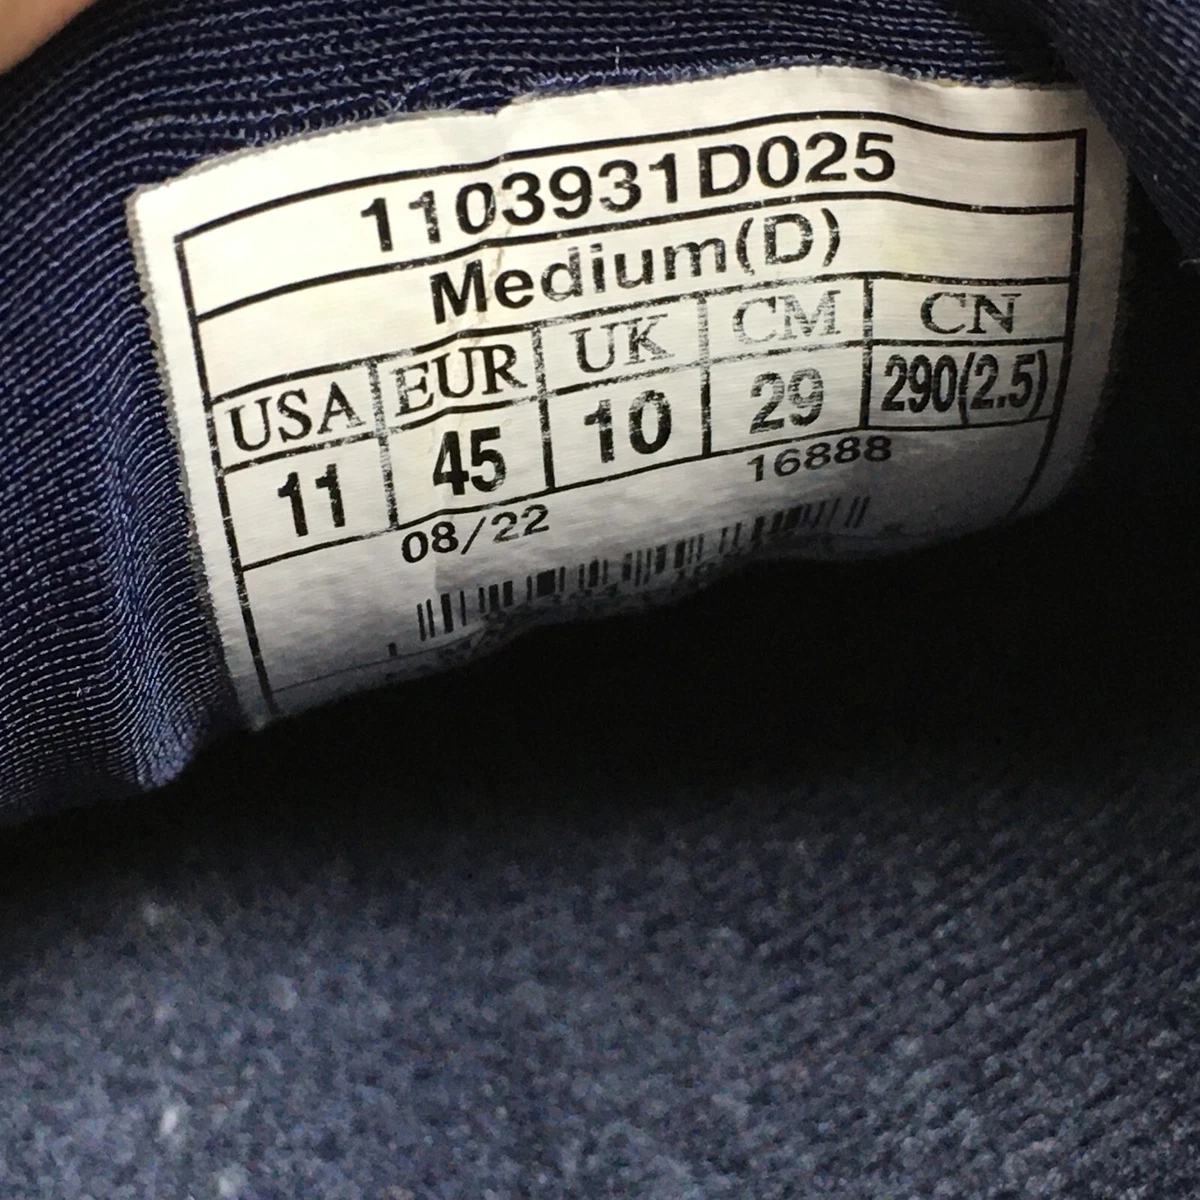 1103931D025
Medium(D)
USA EUR UK CM CN
11 45 10 29 290(2.5)
08/22 16888